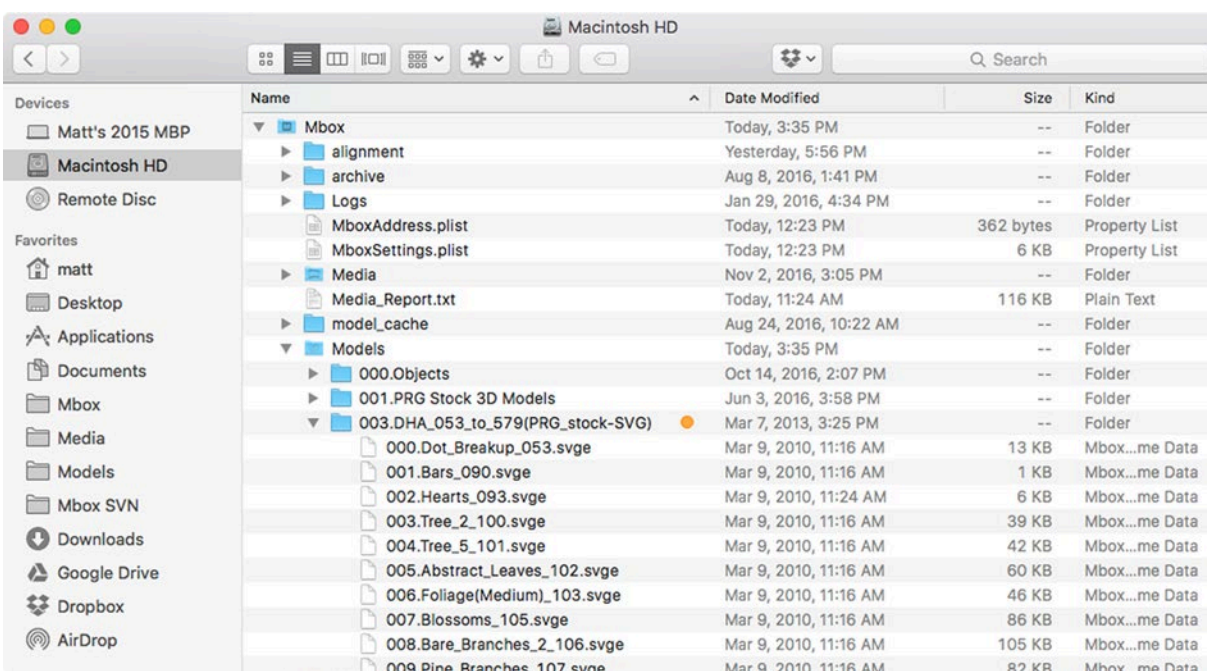 Macintosh HD
Search
Devices
Matt's 2015 MBP
Macintosh HD
Remote Disc
Favorites
matt
Desktop
Applications
Documents
Mbox
Media
Models
Mbox SVN
Downloads
Google Drive
Dropbox
AirDrop
Name Date Modified Size Kind
Mbox Today, 3:35 PM -- Folder
alignment Yesterday, 5:56 PM -- Folder
archive Aug 8, 2016, 1:41 PM -- Folder
Logs Jan 29, 2016, 4:34 PM -- Folder
MboxAddress.plist Today, 12:23 PM 362 bytes Property List
MboxSettings.plist Today, 12:23 PM 6 KB Property List
Media Nov 2, 2016, 3:05 PM -- Folder
Media_Report.txt Today, 11:24 AM 116 KB Plain Text
model_cache Aug 24, 2016, 10:22 AM -- Folder
Models Today, 3:35 PM -- Folder
000.Objects Oct 14, 2016, 2:07 PM -- Folder
001.PRG Stock 3D Models Jun 3, 2016, 3:58 PM -- Folder
003.DHA_053_to_579(PRG_stock-SVG) Mar 7, 2013, 3:25 PM -- Folder
000.Dot_Breakup_053.svge Mar 9, 2010, 11:16 AM 13 KB Mbox...me Data
001.Bars_090.svge Mar 9, 2010, 11:16 AM 1 KB Mbox...me Data
002.Hearts_093.svge Mar 9, 2010, 11:24 AM 6 KB Mbox...me Data
003.Tree_2_100.svge Mar 9, 2010, 11:16 AM 39 KB Mbox...me Data
004.Tree_5_101.svge Mar 9, 2010, 11:16 AM 42 KB Mbox...me Data
005.Abstract_Leaves_102.svge Mar 9, 2010, 11:16 AM 60 KB Mbox...me Data
006.Foliage(Medium)_103.svge Mar 9, 2010, 11:16 AM 46 KB Mbox...me Data
007.Blossoms_105.svge Mar 9, 2010, 11:16 AM 86 KB Mbox...me Data
008.Bare_Branches_2_106.svge Mar 9, 2010, 11:16 AM 105 KB Mbox...me Data
009.Pine_Branches_107.svge Mar 9, 2010, 11:16 AM 82 KB Mbox...me Data